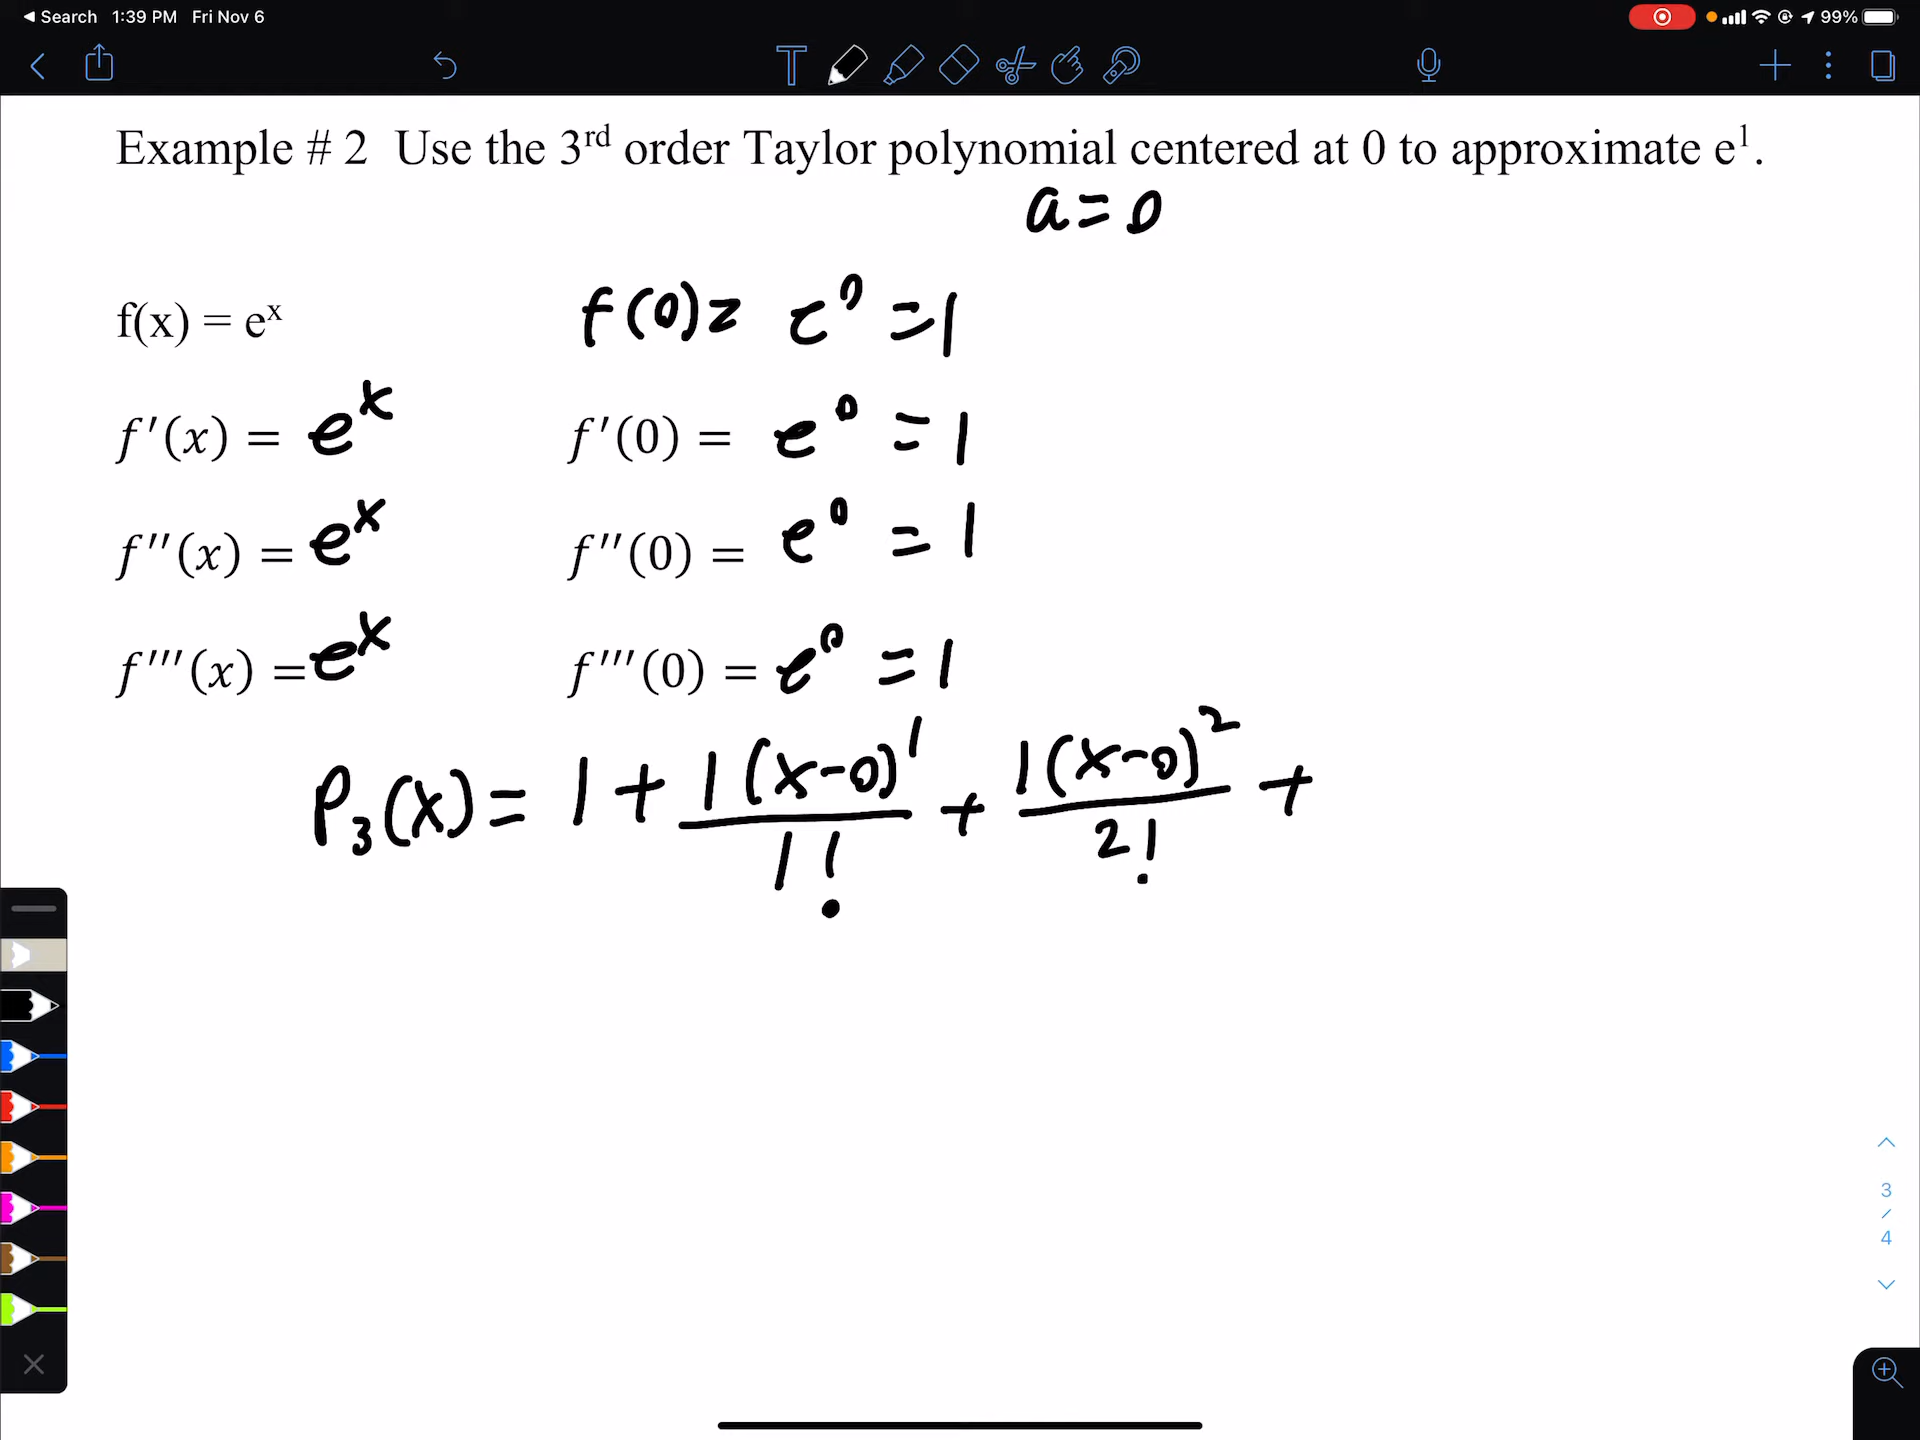 Search 1:39 PM Fri Nov 6 99%
Example # 2 Use the 3rd order Taylor polynomial centered at 0 to approximate e¹.
a=0
f(x) = eˣ f(0)= e⁰ =1
f′(x) = eˣ f′(0) = e⁰ =1
f″(x) = eˣ f″(0) = e⁰ =1
f‴(x) = eˣ f‴(0) = e⁰ =1
P₃(x) = 1 + 1(x-0)¹/1! + 1(x-0)²/2! +
3
/
4